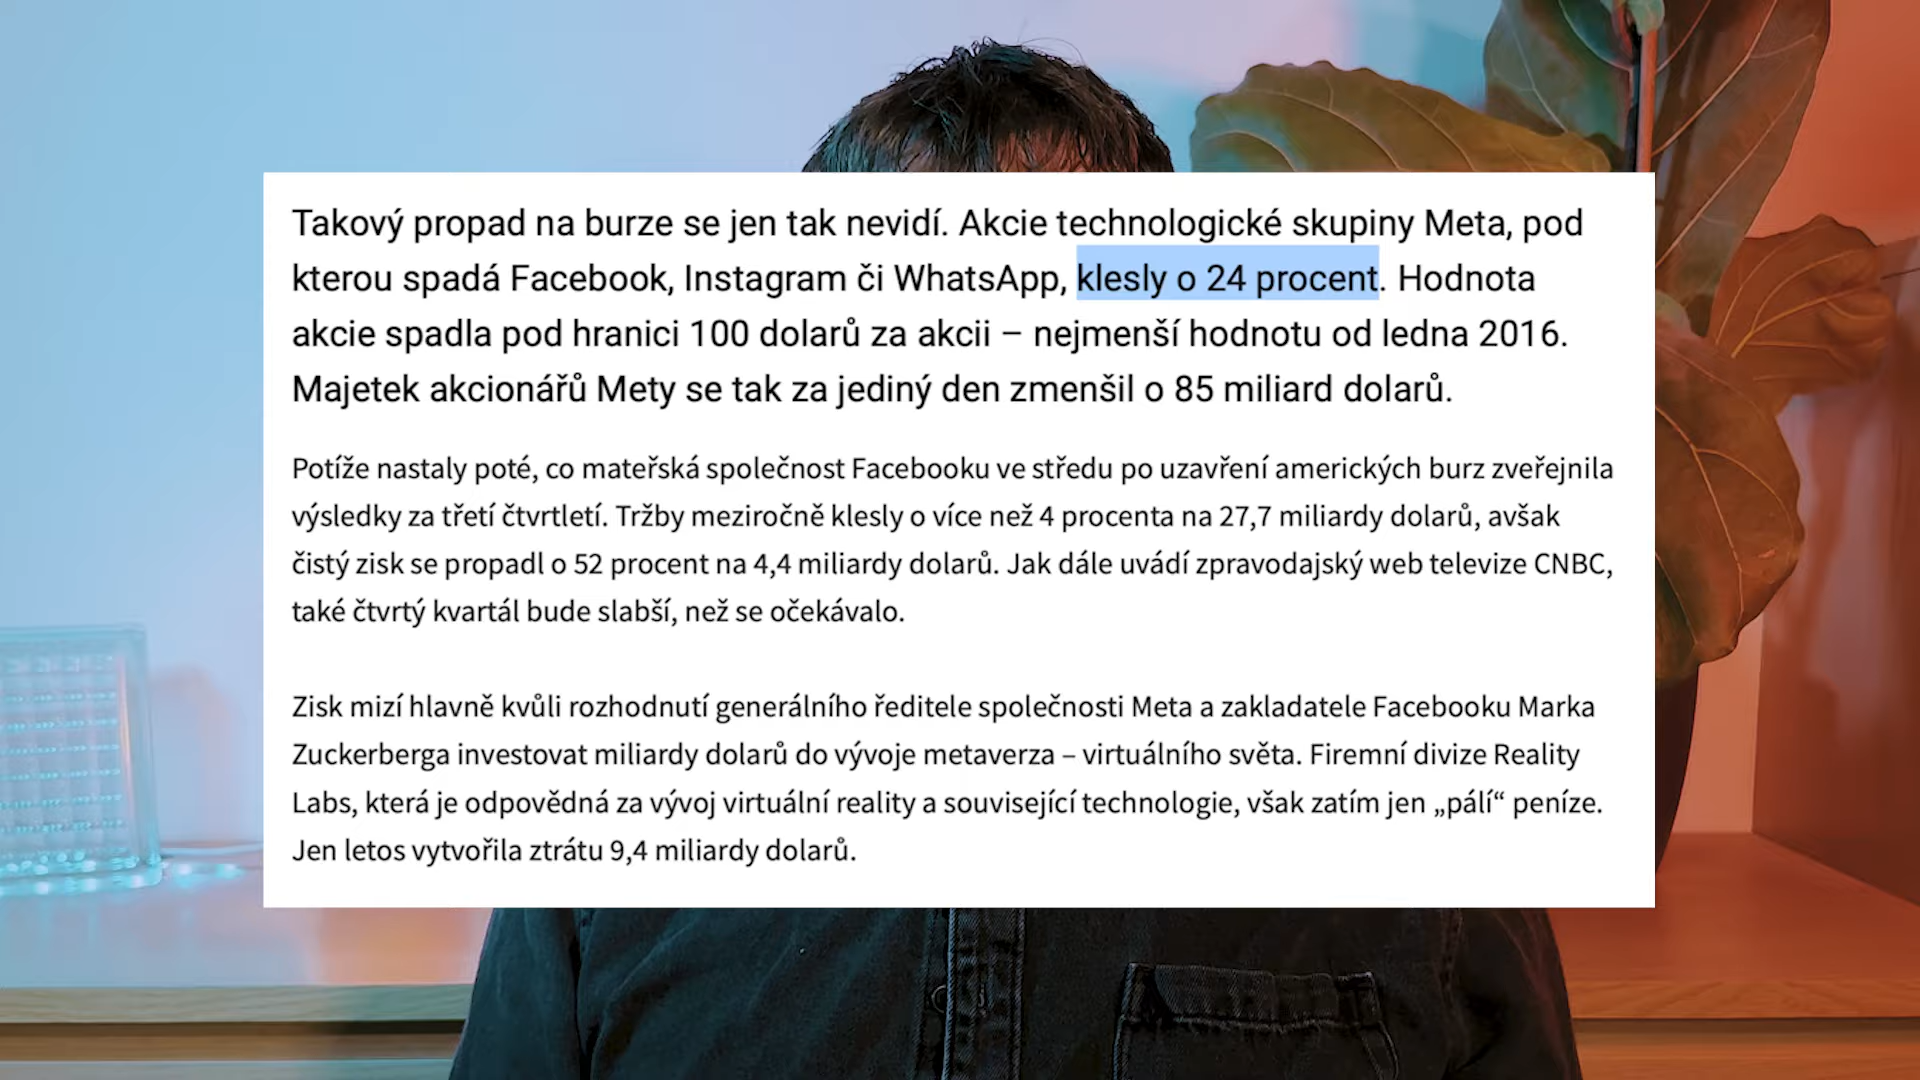 Takový propad na burze se jen tak nevidí. Akcie technologické skupiny Meta, pod
kterou spadá Facebook, Instagram či WhatsApp, klesly o 24 procent. Hodnota
akcie spadla pod hranici 100 dolarů za akcii – nejmenší hodnotu od ledna 2016.
Majetek akcionářů Mety se tak za jediný den zmenšil o 85 miliard dolarů.
Potíže nastaly poté, co mateřská společnost Facebooku ve středu po uzavření amerických burz zveřejnila
výsledky za třetí čtvrtletí. Tržby meziročně klesly o více než 4 procenta na 27,7 miliardy dolarů, avšak
čistý zisk se propadl o 52 procent na 4,4 miliardy dolarů. Jak dále uvádí zpravodajský web televize CNBC,
také čtvrtý kvartál bude slabší, než se očekávalo.
Zisk mizí hlavně kvůli rozhodnutí generálního ředitele společnosti Meta a zakladatele Facebooku Marka
Zuckerberga investovat miliardy dolarů do vývoje metaverza – virtuálního světa. Firemní divize Reality
Labs, která je odpovědná za vývoj virtuální reality a související technologie, však zatím jen „pálí“ peníze.
Jen letos vytvořila ztrátu 9,4 miliardy dolarů.